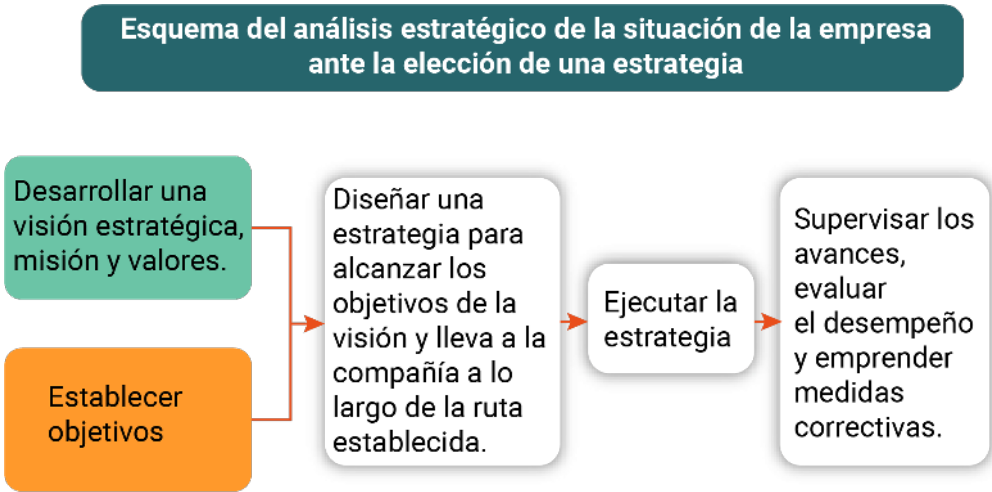 Esquema del análisis estratégico de la situación de la empresa
ante la elección de una estrategia
Desarrollar una
visión estratégica,
misión y valores.
Establecer
objetivos
Diseñar una
estrategia para
alcanzar los
objetivos de la
visión y lleva a la
compañía a lo
largo de la ruta
establecida.
Ejecutar la
estrategia
Supervisar los
avances,
evaluar
el desempeño
y emprender
medidas
correctivas.